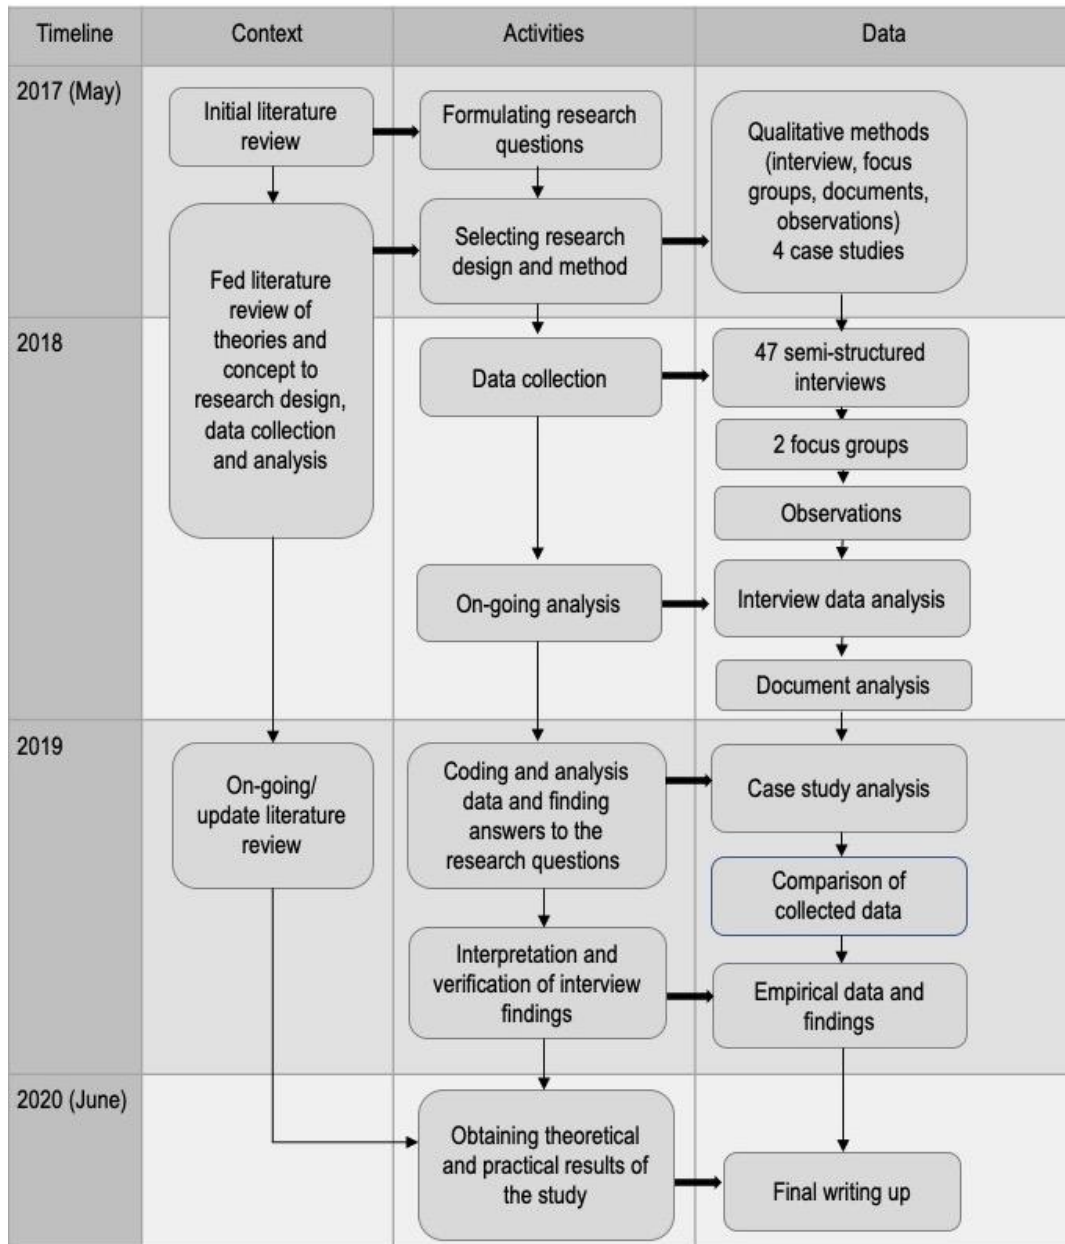 Timeline
Context
Activities
Data
2017 (May)
Initial literature
review
Formulating research
questions
Qualitative methods
(interview, focus
groups, documents,
observations)
4 case studies
Fed literature
review of
theories and
concept to
research design,
data collection
and analysis
Selecting research
design and method
2018
Data collection
47 semi-structured
interviews
2 focus groups
Observations
On-going analysis
Interview data analysis
Document analysis
2019
On-going/
update literature
review
Coding and analysis
data and finding
answers to the
research questions
Case study analysis
Comparison of
collected data
Interpretation and
verification of interview
findings
Empirical data and
findings
2020 (June)
Obtaining theoretical
and practical results of
the study
Final writing up